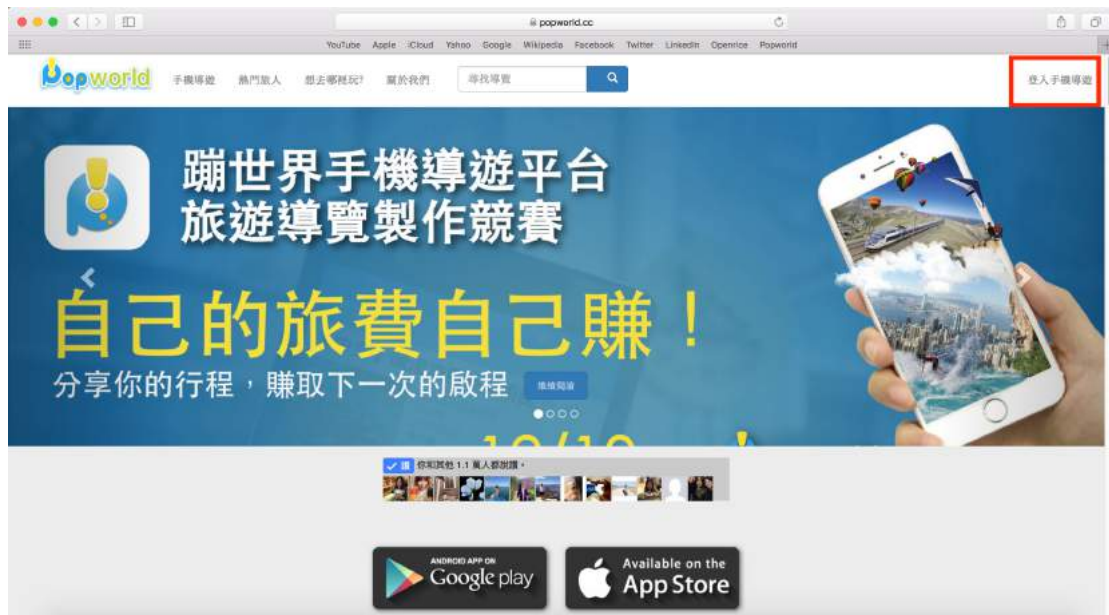 popworld.cc
YouTube Apple iCloud Yahoo Google Wikipedia Facebook Twitter LinkedIn Openrice Popworld
Popworld 手機導遊 熱門旅人 想去哪裡玩? 關於我們 尋找導覽 登入手機導遊
蹦世界手機導遊平台
旅遊導覽製作競賽
自己的旅費自己賺！
分享你的行程，賺取下一次的啟程 繼續閱讀
你和其他 1.1 萬人都說讚。
ANDROID APP ON
Google play
Available on the
App Store